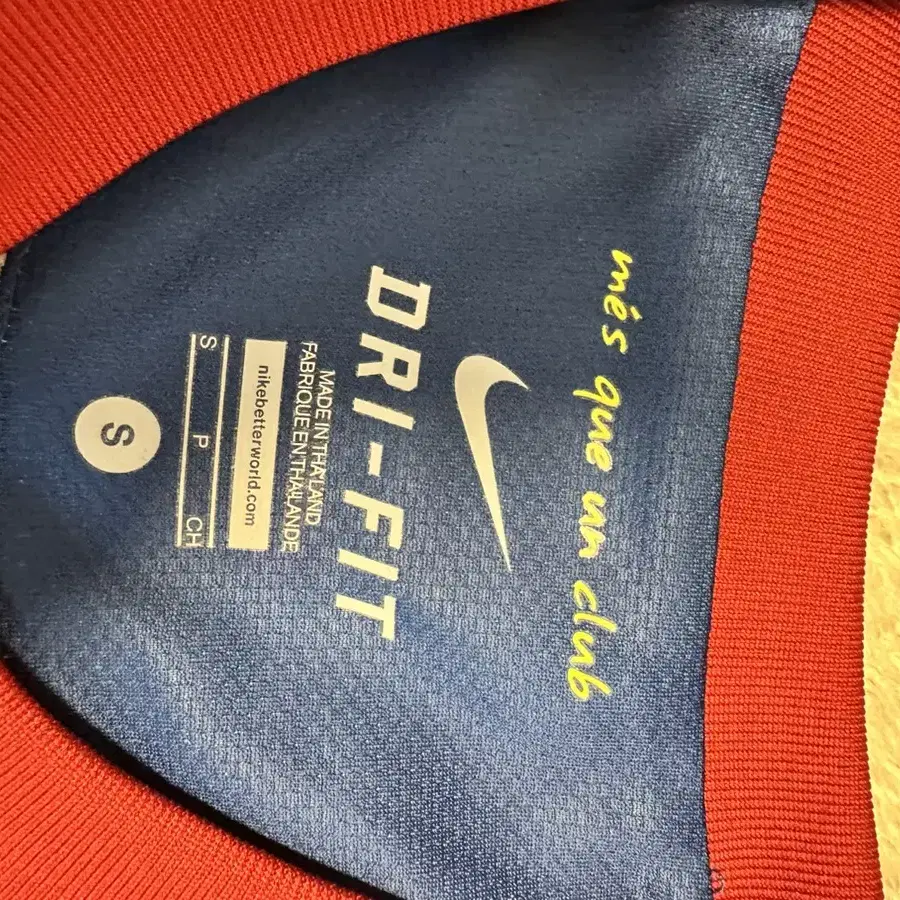 més que un club
DRI-FIT
MADE IN THAILAND
FABRIQUE EN THAILANDE
nikebetterworld.com
S P CH
S